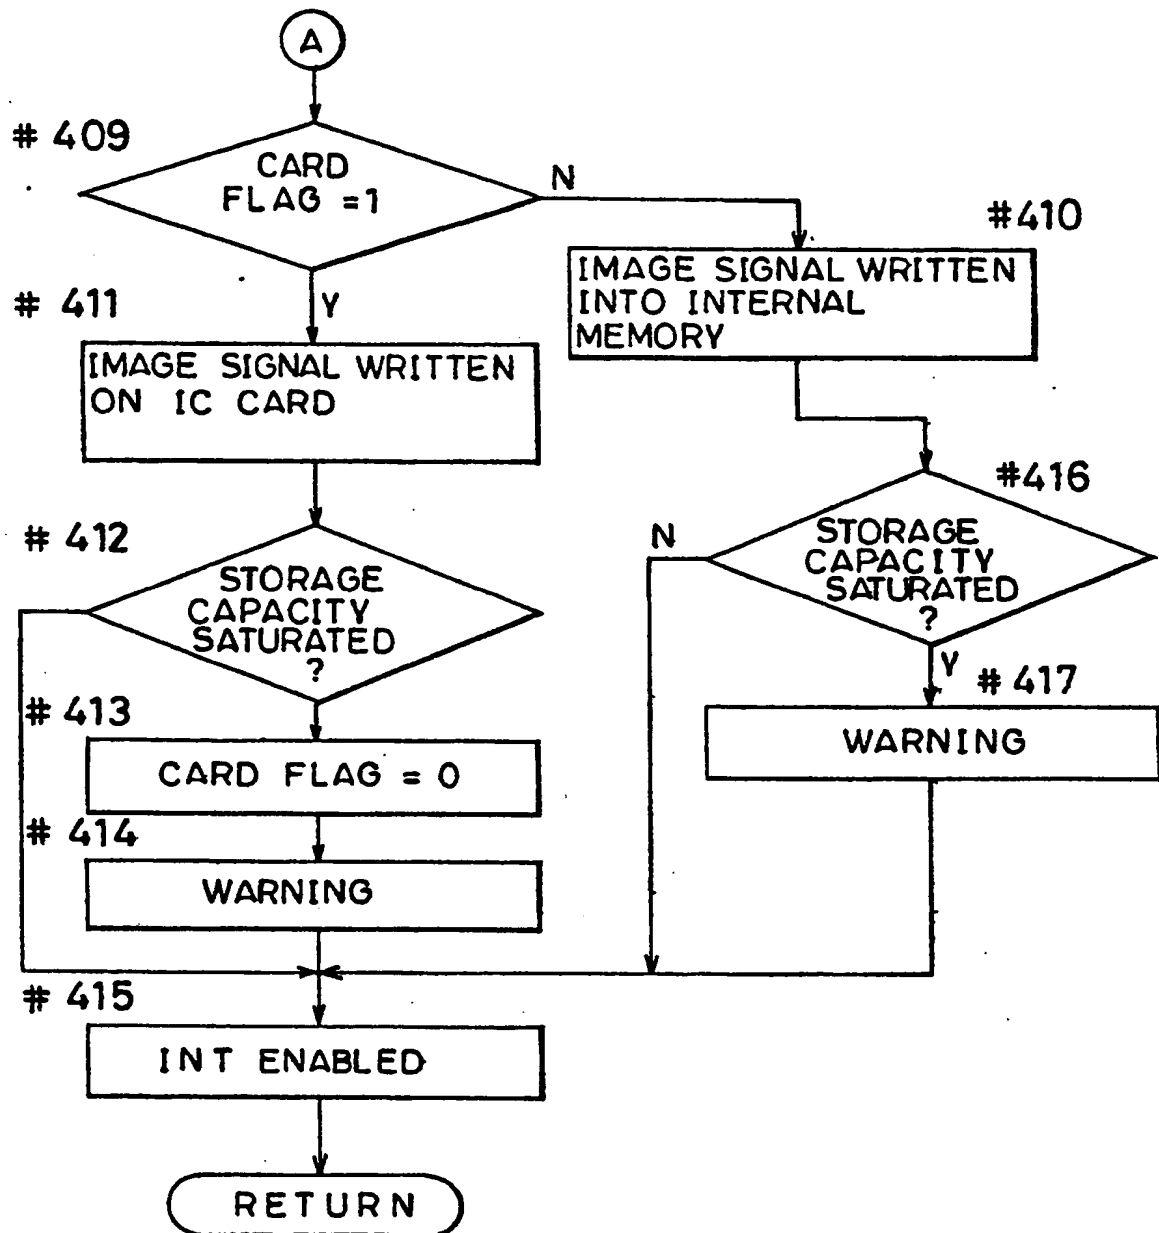 A
# 409
CARD
FLAG =1
N
#410
IMAGE SIGNAL WRITTEN
INTO INTERNAL
MEMORY
# 411
Y
IMAGE SIGNAL WRITTEN
ON IC CARD
#416
N
STORAGE
CAPACITY
SATURATED
?
Y
# 412
STORAGE
CAPACITY
SATURATED
?
# 417
WARNING
# 413
CARD FLAG = 0
# 414
WARNING
# 415
INT ENABLED
RETURN